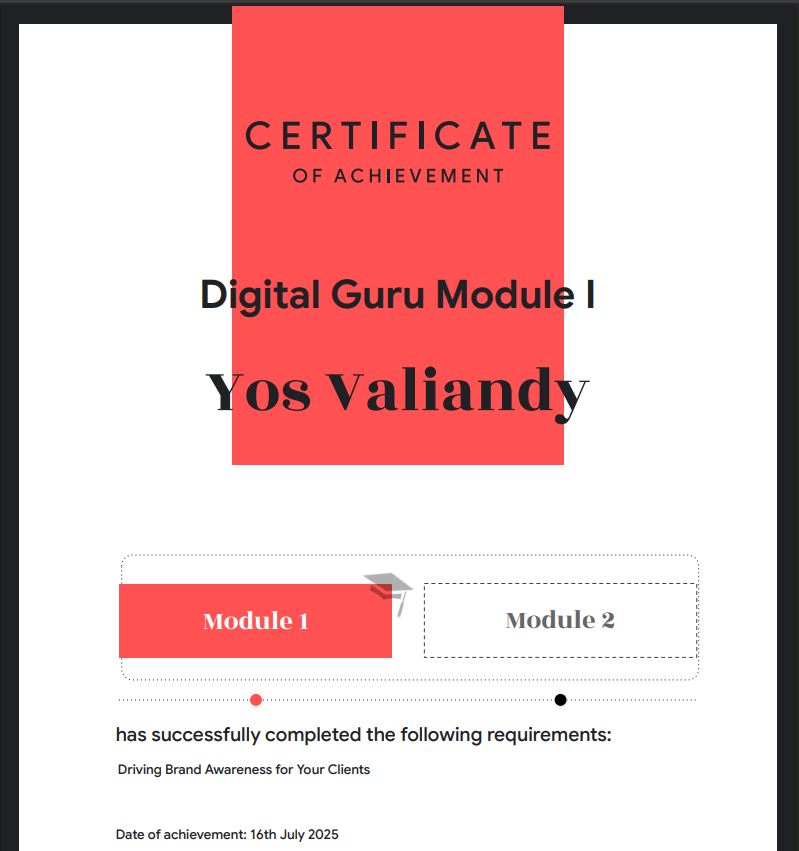 CERTIFICATE
OF ACHIEVEMENT
Digital Guru Module I
Yos Valiandy
Module 1
Module 2
has successfully completed the following requirements:
Driving Brand Awareness for Your Clients
Date of achievement: 16th July 2025